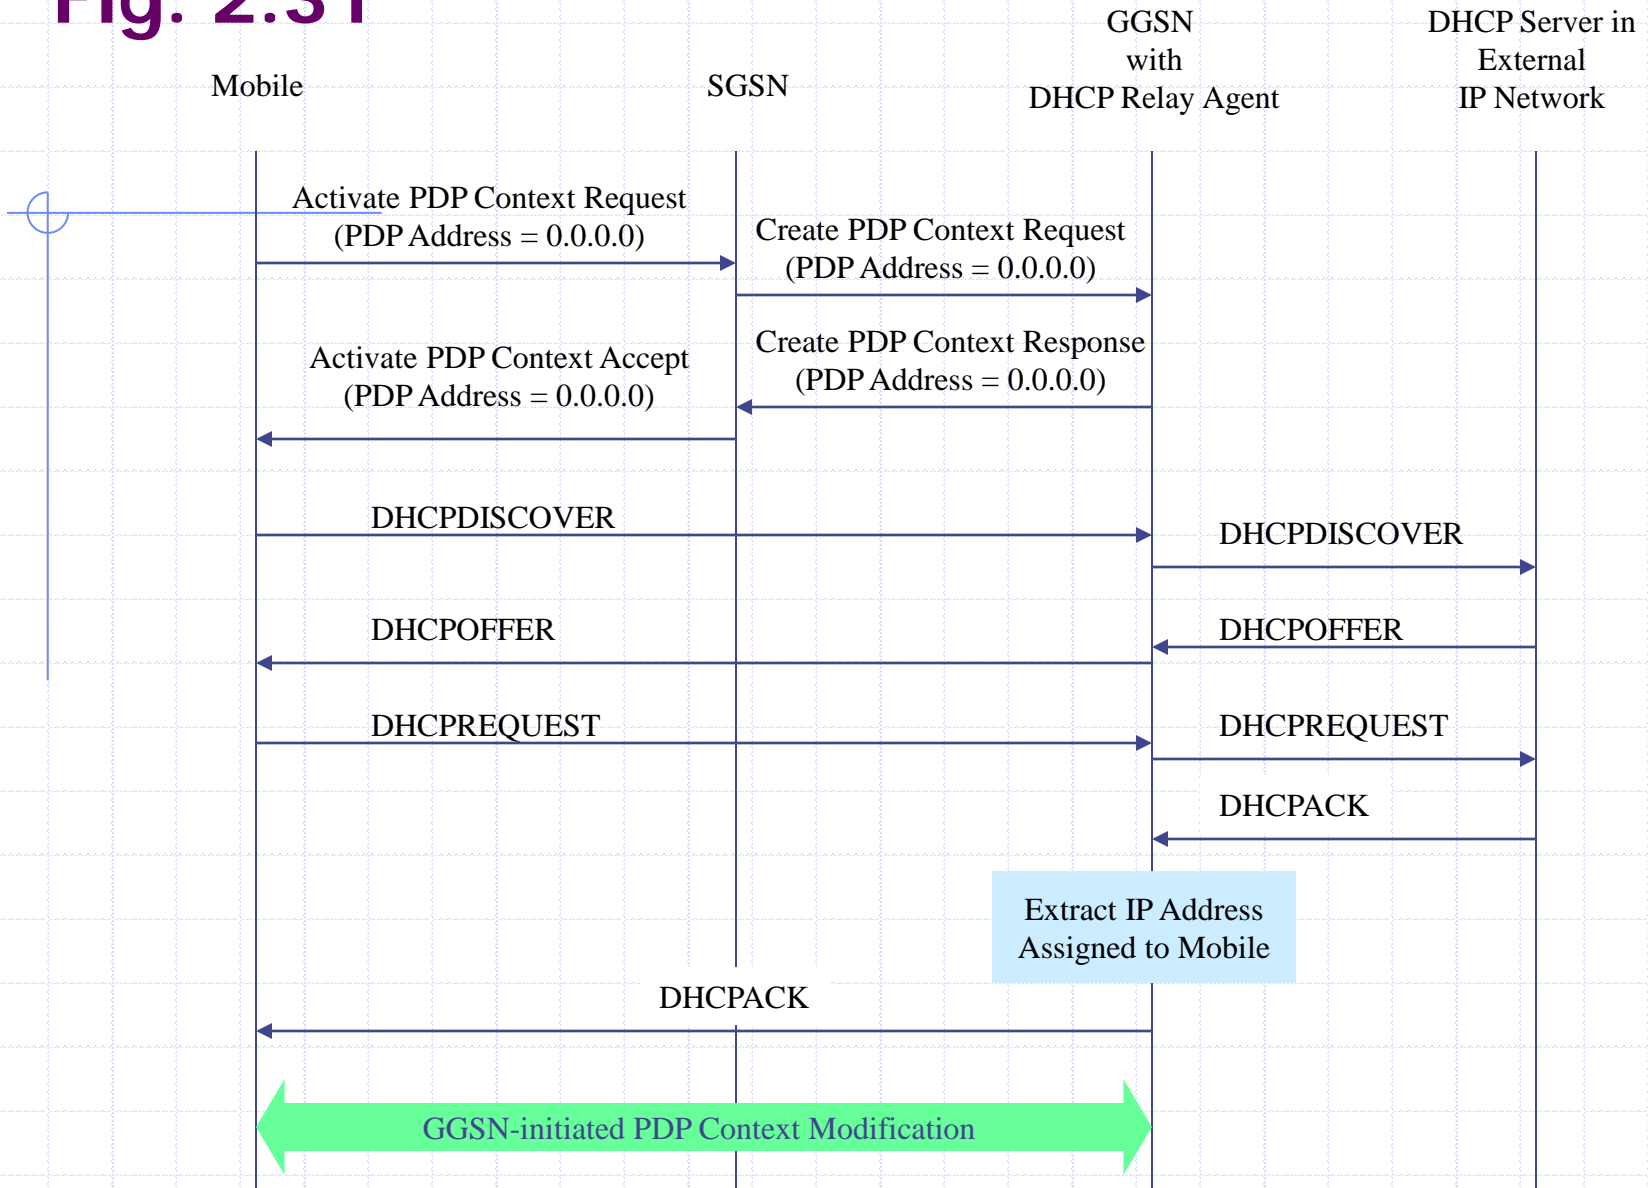 Fig. 2.31
GGSN
with
DHCP Relay Agent
DHCP Server in
External
IP Network
Mobile
SGSN
Activate PDP Context Request
(PDP Address = 0.0.0.0)
Create PDP Context Request
(PDP Address = 0.0.0.0)
Create PDP Context Response
(PDP Address = 0.0.0.0)
Activate PDP Context Accept
(PDP Address = 0.0.0.0)
DHCPDISCOVER
DHCPDISCOVER
DHCPOFFER
DHCPOFFER
DHCPREQUEST
DHCPREQUEST
DHCPACK
Extract IP Address
Assigned to Mobile
DHCPACK
GGSN-initiated PDP Context Modification